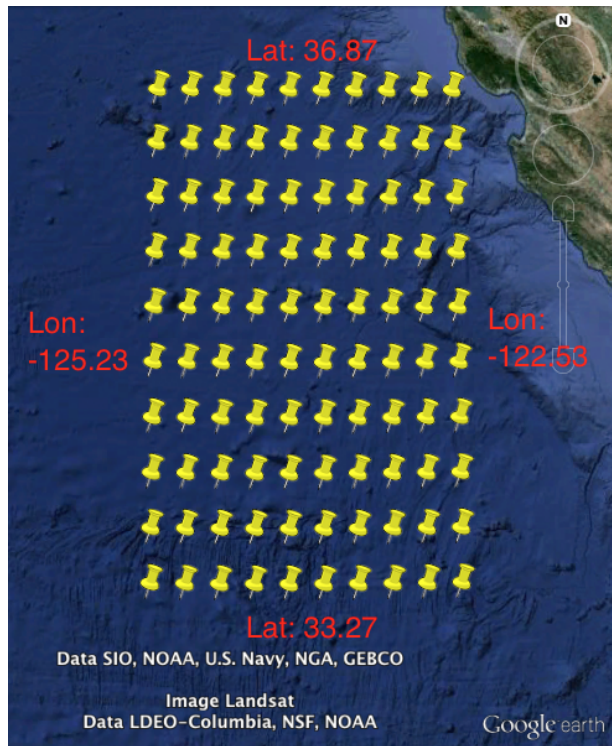 N
Lat: 36.87
Lon:
-125.23
Lon:
-122.53
Lat: 33.27
Data SIO, NOAA, U.S. Navy, NGA, GEBCO
Image Landsat
Data LDEO-Columbia, NSF, NOAA
Google earth